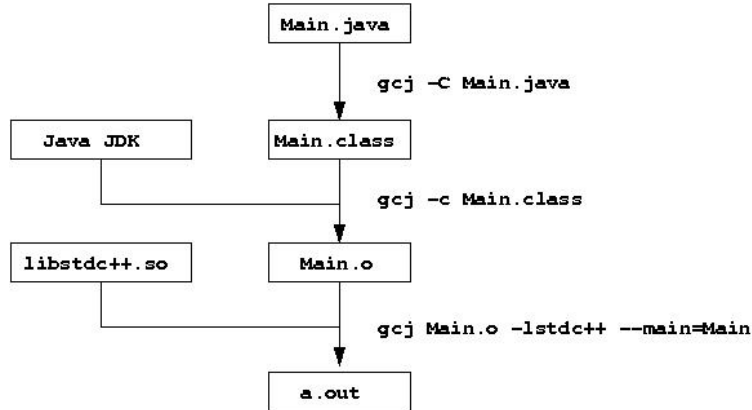 Main.java
gcj -C Main.java
Java JDK
Main.class
gcj -c Main.class
libstdc++.so
Main.o
gcj Main.o -lstdc++ --main=Main
a.out